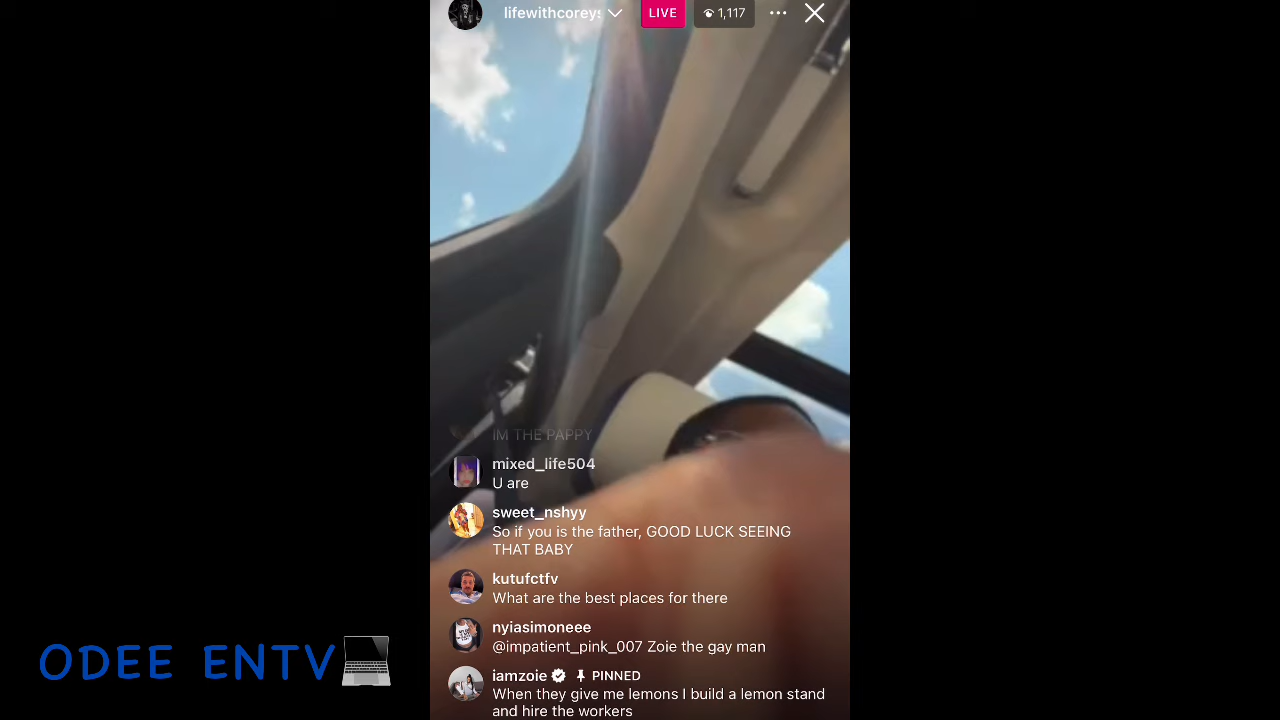 lifewithcoreys
LIVE
1,117
IM THE PAPPY
mixed_life504
U are
sweet_nshyy
So if you is the father, GOOD LUCK SEEING
THAT BABY
kutufctfv
What are the best places for there
nyiasimoneee
@impatient_pink_007 Zoie the gay man
iamzoie PINNED
When they give me lemons I build a lemon stand
and hire the workers
ODEE ENTV